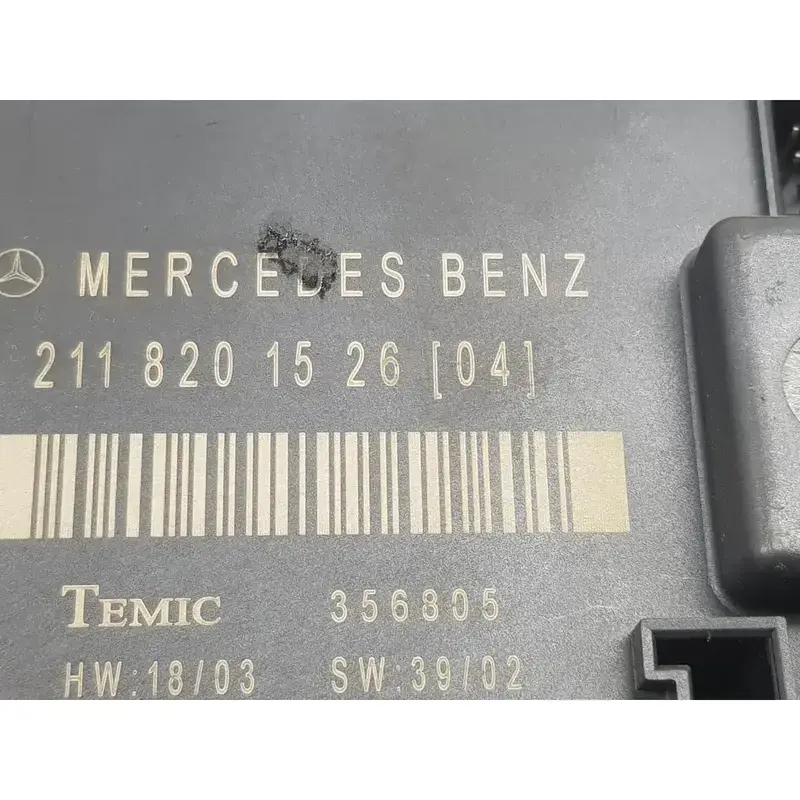 MERCEDES BENZ
211 820 15 26 [04]
TEMIC 356805
HW:18/03 SW:39/02